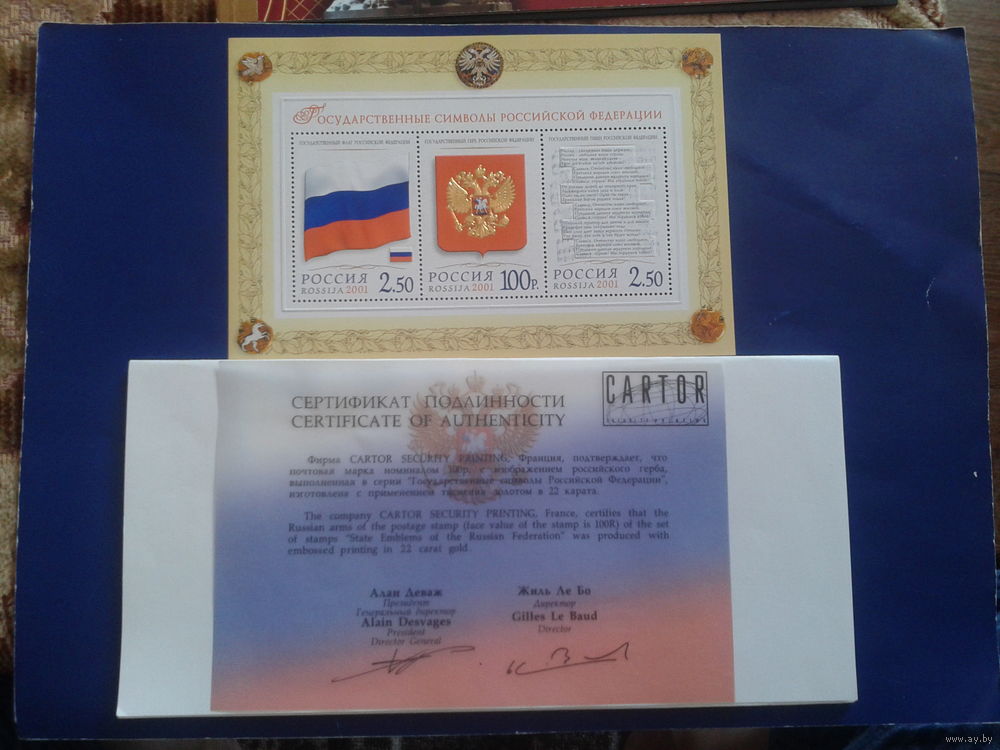 Государственные символы Российской Федерации
ГОСУДАРСТВЕННЫЙ ФЛАГ РОССИЙСКОЙ ФЕДЕРАЦИИ
ГОСУДАРСТВЕННЫЙ ГЕРБ РОССИЙСКОЙ ФЕДЕРАЦИИ
ГОСУДАРСТВЕННЫЙ ГИМН РОССИЙСКОЙ ФЕДЕРАЦИИ
РОССИЯ
ROSSIJA 2001 2.50
РОССИЯ
ROSSIJA 2001 100Р.
РОССИЯ
ROSSIJA 2001 2.50
CARTOR
СЕРТИФИКАТ ПОДЛИННОСТИ
CERTIFICATE OF AUTHENTICITY
Фирма CARTOR SECURITY PRINTING, Франция, подтверждает, что
почтовая марка номиналом 100р. с изображением российского герба,
выполненная в серии "Государственные символы Российской Федерации",
изготовлена с применением тиснения золотом в 22 карата.
The company CARTOR SECURITY PRINTING, France, certifies that the
Russian arms of the postage stamp (face value of the stamp is 100R) of the set
of stamps "State Emblems of the Russian Federation" was produced with
embossed printing in 22 carat gold.
Алан Деваж
Президент
Генеральный директор
Alain Desvages
President
Director General
Жиль Ле Бо
Директор
Gilles Le Baud
Director
www.ay.by